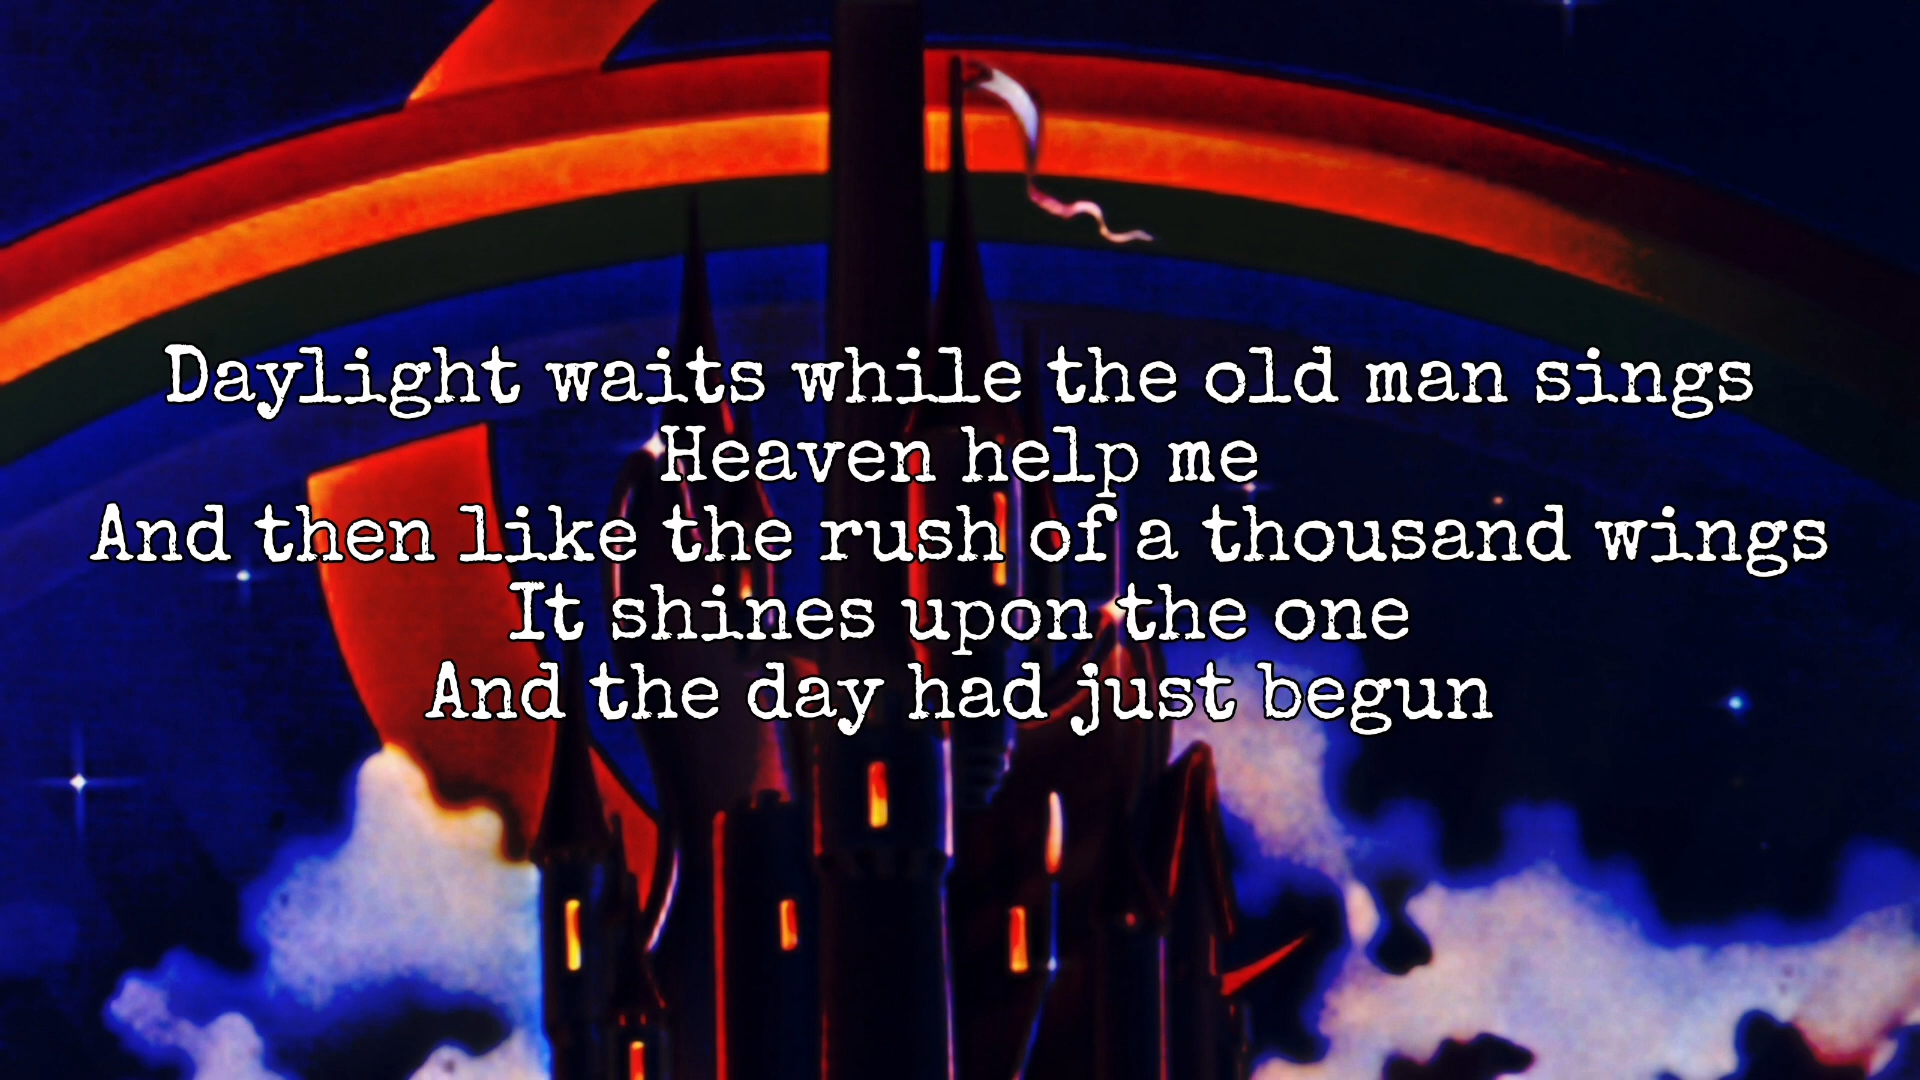 Daylight waits while the old man sings
Heaven help me
And then like the rush of a thousand wings
It shines upon the one
And the day had just begun